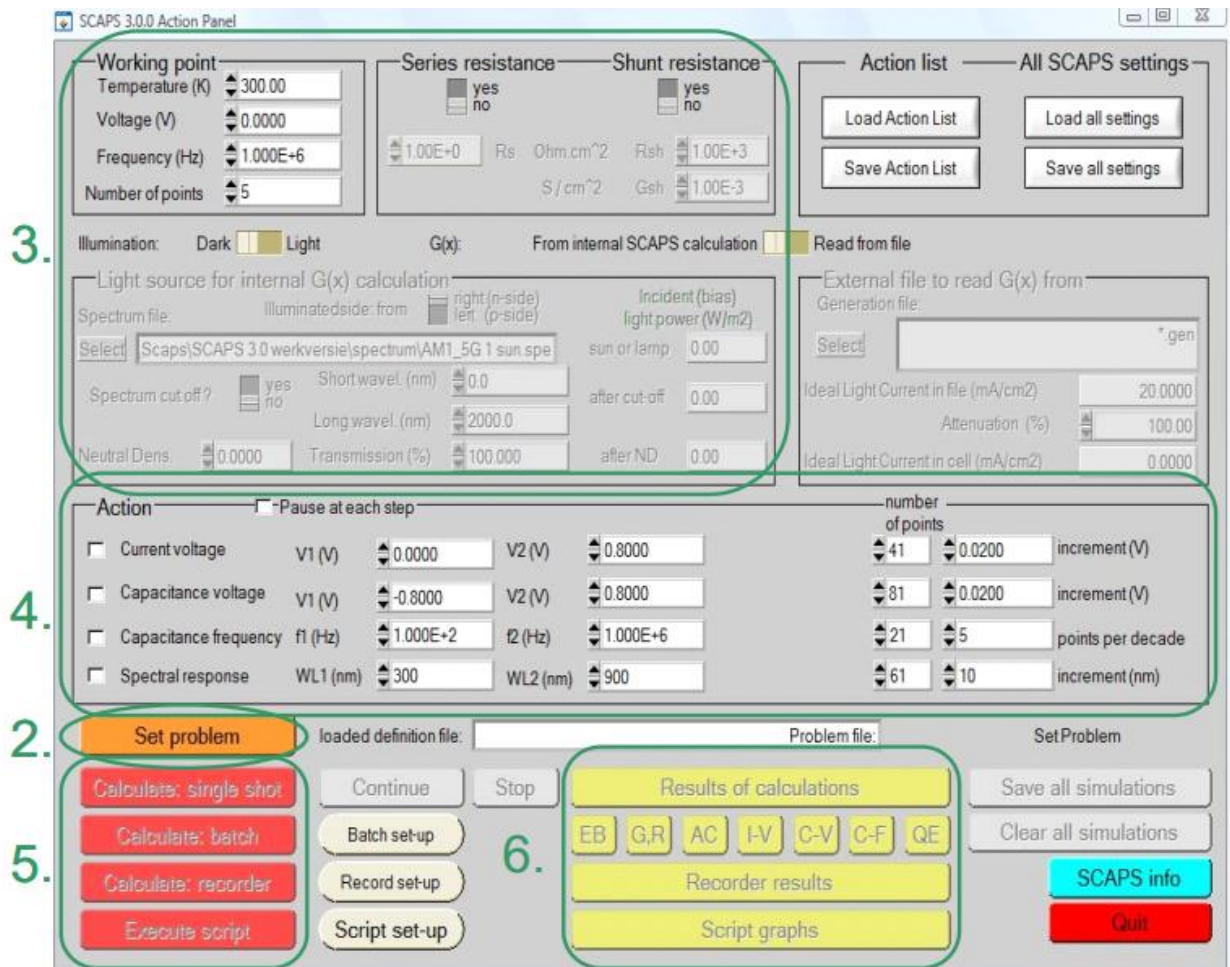 SCAPS 3.0.0 Action Panel
Working point
Temperature (K) 300.00
Voltage (V) 0.0000
Frequency (Hz) 1.000E+6
Number of points 5
Series resistance
yes
no
Shunt resistance
yes
no
1.00E+0 Rs Ohm.cm^2 Rsh 1.00E+3
S / cm^2 Gsh 1.00E-3
Action list
Load Action List
Save Action List
All SCAPS settings
Load all settings
Save all settings
3.
Illumination: Dark Light G(x): From internal SCAPS calculation Read from file
Light source for internal G(x) calculation
Spectrum file: Illuminatedside: from right (n-side)
left (p-side)
Incident (bias)
light power (W/m2)
Select Scaps\SCAPS 3.0 werkversie\spectrum\AM1_5G 1 sun.spe sun or lamp 0.00
Spectrum cut off ? yes
no
Short wavel. (nm) 0.0
after cut-off 0.00
Long wavel. (nm) 2000.0
Neutral Dens. 0.0000 Transmission (%) 100.000 after ND 0.00
External file to read G(x) from
Generation file:
Select *.gen
Ideal Light Current in file (mA/cm2) 20.0000
Attenuation (%) 100.00
Ideal Light Current in cell (mA/cm2) 0.0000
4.
Action Pause at each step number
of points
Current voltage V1 (V) 0.0000 V2 (V) 0.8000 41 0.0200 increment (V)
Capacitance voltage V1 (V) -0.8000 V2 (V) 0.8000 81 0.0200 increment (V)
Capacitance frequency f1 (Hz) 1.000E+2 f2 (Hz) 1.000E+6 21 5 points per decade
Spectral response WL1 (nm) 300 WL2 (nm) 900 61 10 increment (nm)
2.
Set problem loaded definition file: Problem file: Set Problem
5.
Calculate: single shot Continue Stop
Calculate: batch Batch set-up
Calculate: recorder Record set-up
Execute script Script set-up
6.
Results of calculations
EB G,R AC I-V C-V C-F QE
Recorder results
Script graphs
Save all simulations
Clear all simulations
SCAPS info
Quit